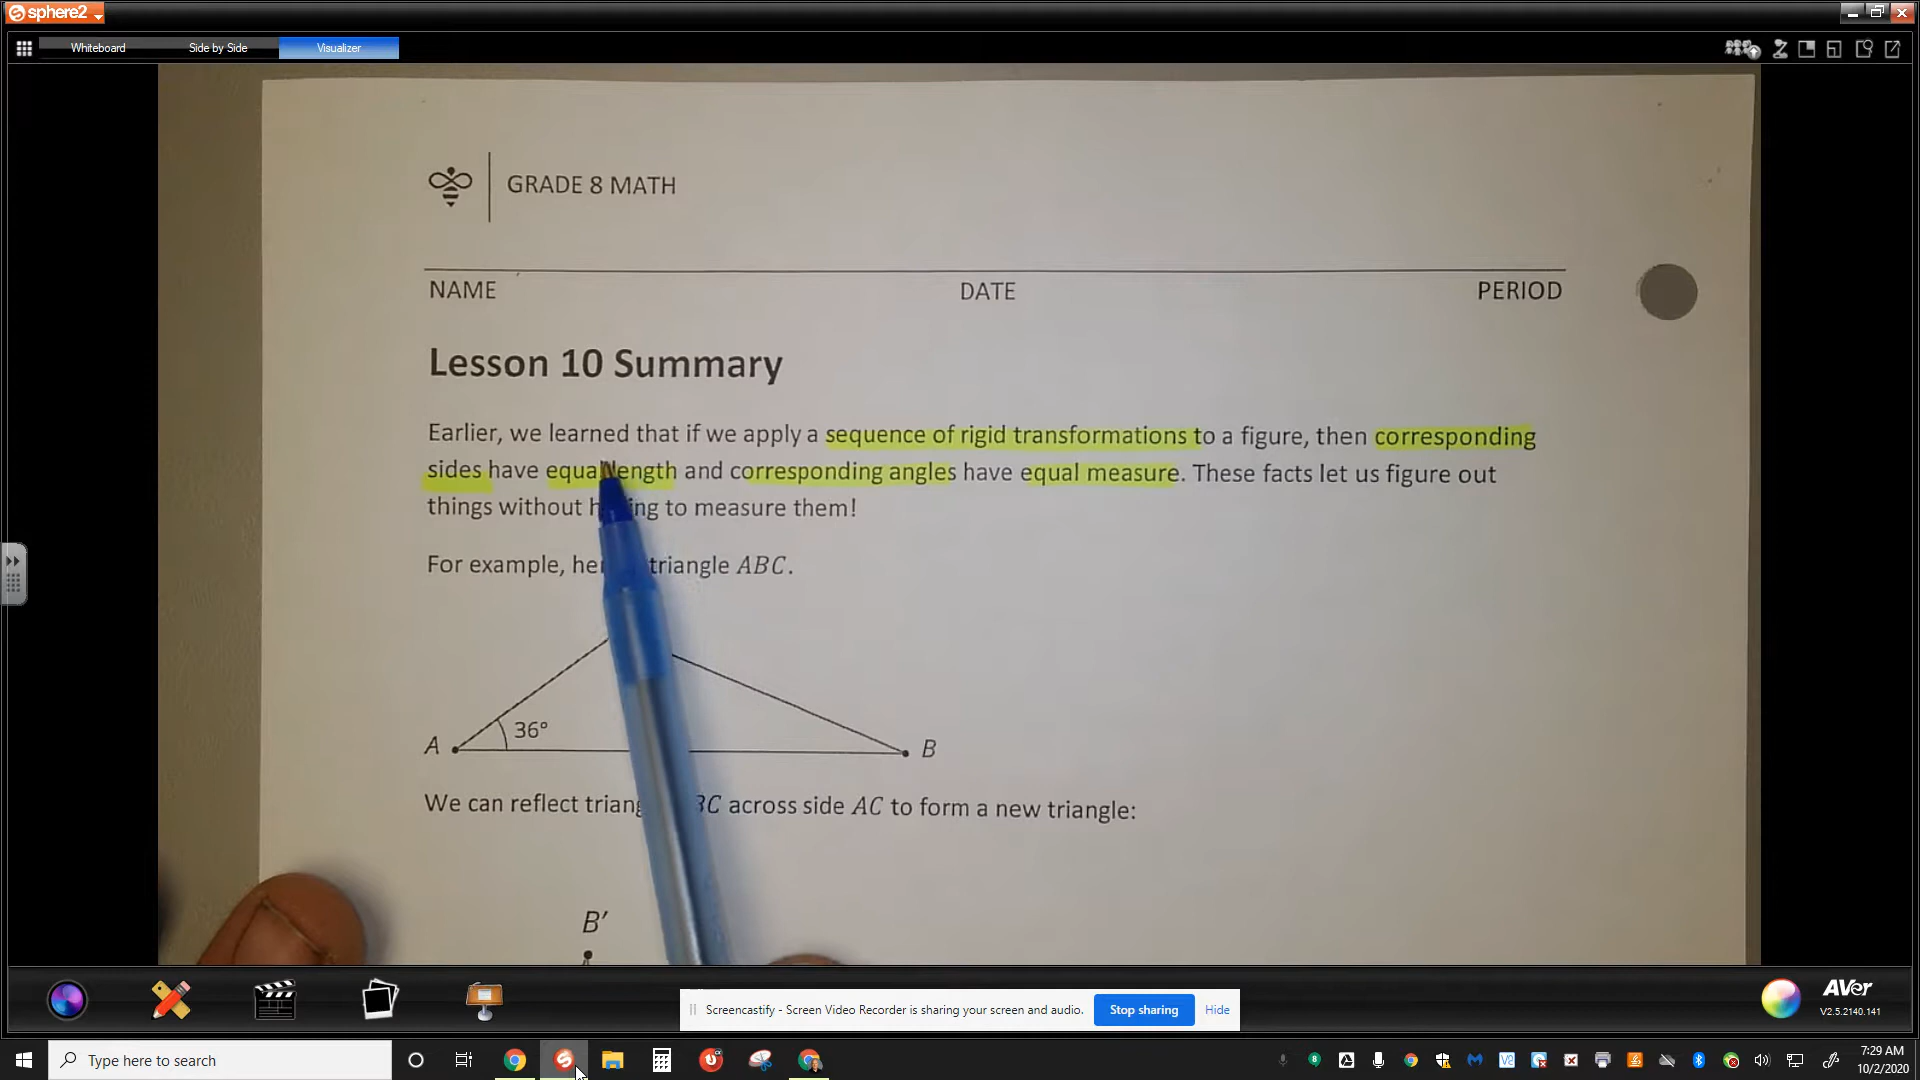 sphere2
Whiteboard Side by Side Visualizer
GRADE 8 MATH
NAME DATE PERIOD
Lesson 10 Summary
Earlier, we learned that if we apply a sequence of rigid transformations to a figure, then corresponding
sides have equal length and corresponding angles have equal measure. These facts let us figure out
things without to measure them!
For example, triangle ABC.
36°
A B
We can reflect across side AC to form a new triangle:
B′
Screencastify - Screen Video Recorder is sharing your screen and audio. Stop sharing Hide
AVer
V2.5.2140.141
Type here to search
7:29 AM
10/2/2020